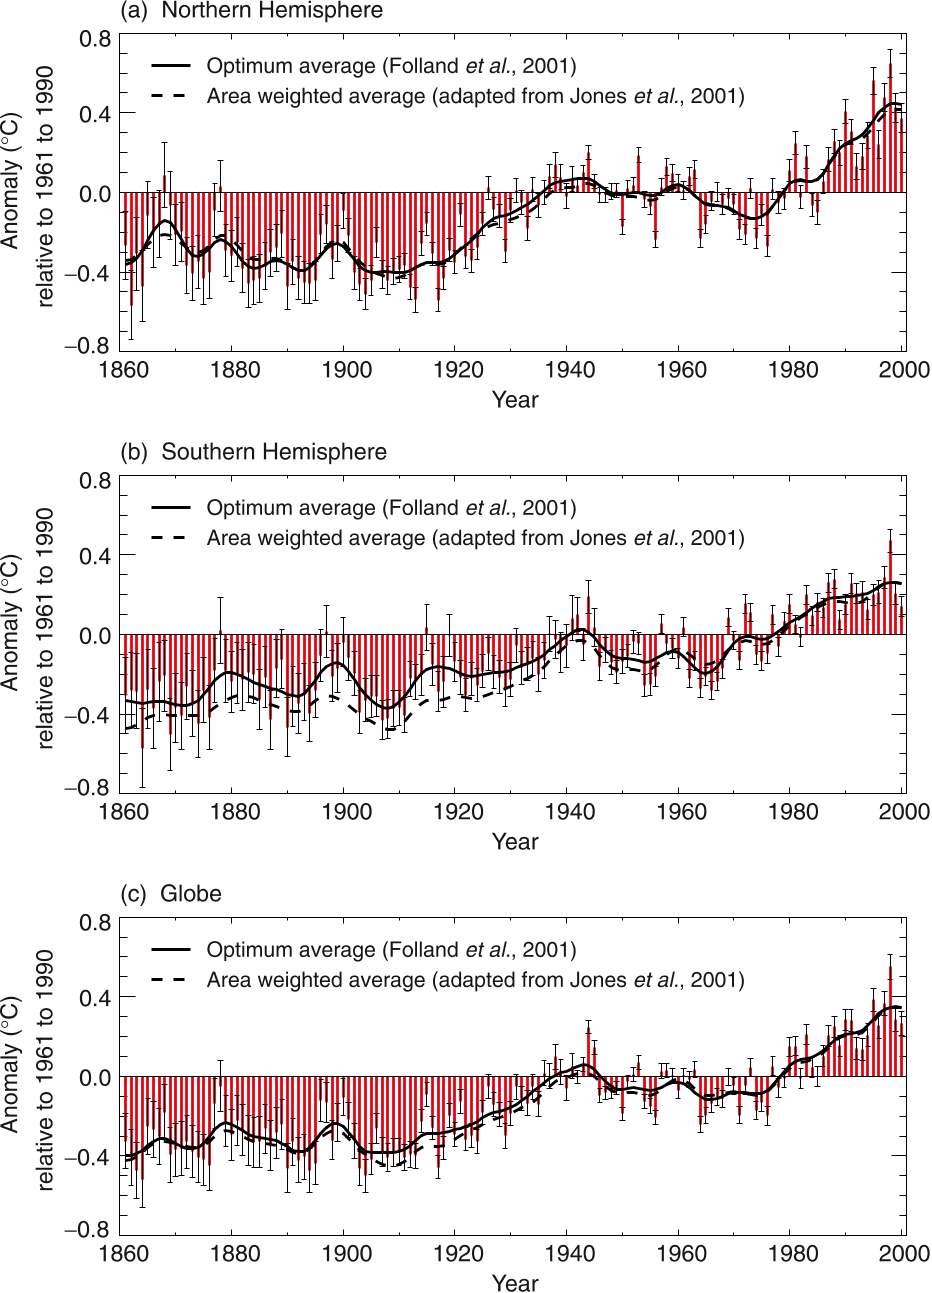 (a) Northern Hemisphere
0.8
Optimum average (Folland et al., 2001)
Area weighted average (adapted from Jones et al., 2001)
0.4
0.0
−0.4
−0.8
Anomaly (°C)
relative to 1961 to 1990
1860 1880 1900 1920 1940 1960 1980 2000
Year
(b) Southern Hemisphere
0.8
Optimum average (Folland et al., 2001)
Area weighted average (adapted from Jones et al., 2001)
0.4
0.0
−0.4
−0.8
Anomaly (°C)
relative to 1961 to 1990
1860 1880 1900 1920 1940 1960 1980 2000
Year
(c) Globe
0.8
Optimum average (Folland et al., 2001)
Area weighted average (adapted from Jones et al., 2001)
0.4
0.0
−0.4
−0.8
Anomaly (°C)
relative to 1961 to 1990
1860 1880 1900 1920 1940 1960 1980 2000
Year